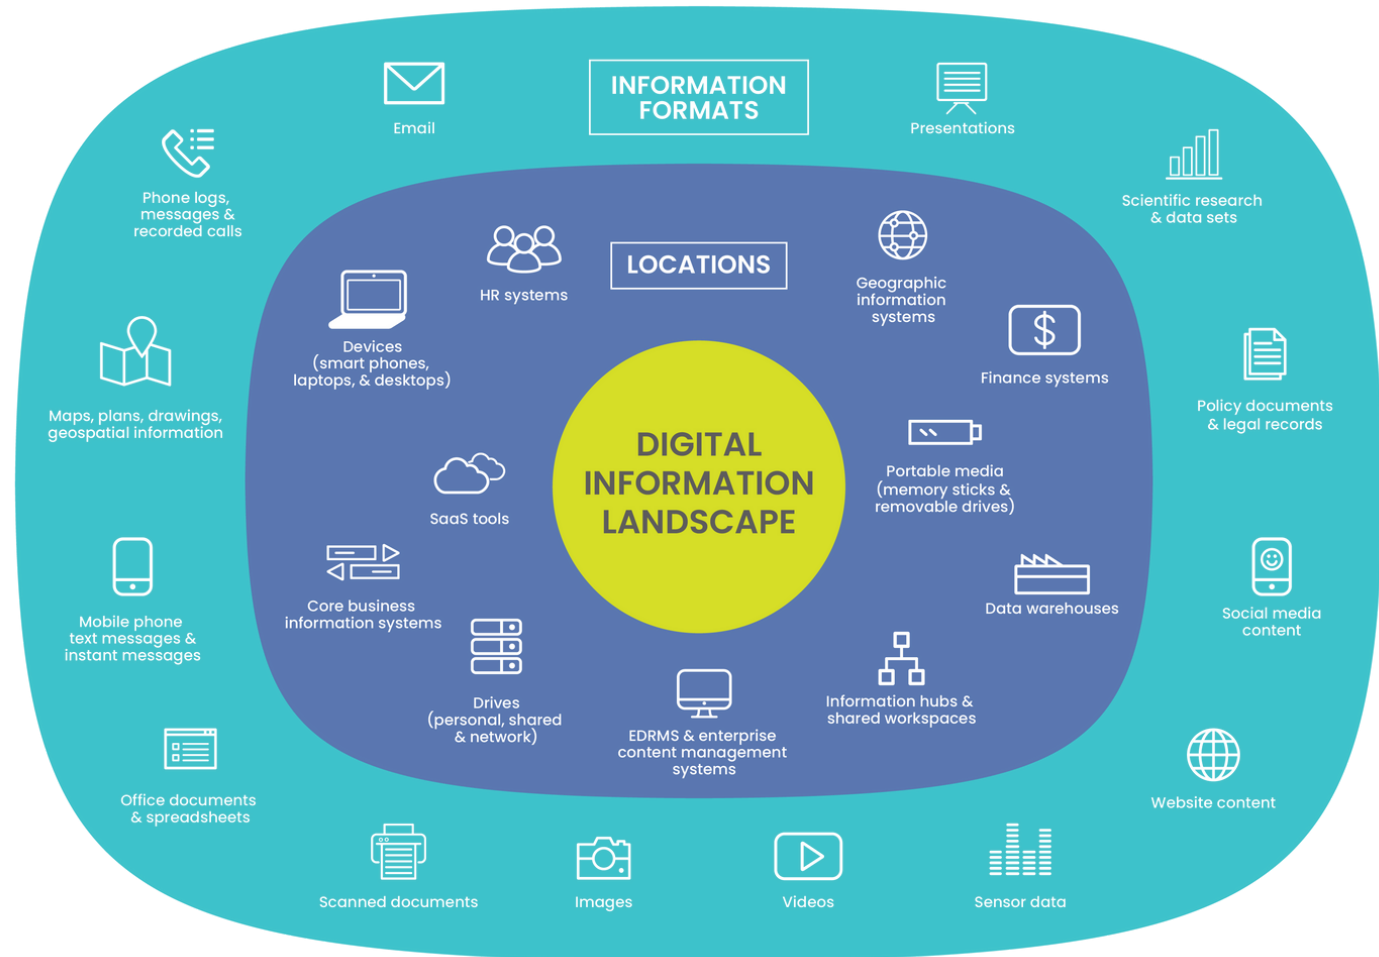 INFORMATION
FORMATS
Email
Presentations
Phone logs,
messages &
recorded calls
Scientific research
& data sets
Maps, plans, drawings,
geospatial information
Policy documents
& legal records
Mobile phone
text messages &
instant messages
Social media
content
Office documents
& spreadsheets
Website content
Scanned documents
Images
Videos
Sensor data
LOCATIONS
HR systems
Geographic
information
systems
Devices
(smart phones,
laptops, & desktops)
Finance systems
SaaS tools
Portable media
(memory sticks &
removable drives)
Core business
information systems
Data warehouses
Drives
(personal, shared
& network)
EDRMS & enterprise
content management
systems
Information hubs &
shared workspaces
DIGITAL
INFORMATION
LANDSCAPE